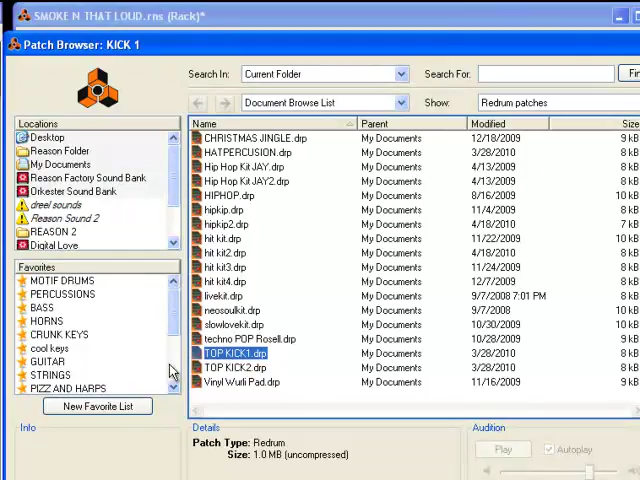 SMOKE N THAT LOUD.rns (Rack)*
Patch Browser: KICK 1
Search In: Current Folder Search For:
Document Browse List Show: Redrum patches
Locations
Desktop
Reason Folder
My Documents
Reason Factory Sound Bank
Orkester Sound Bank
dreel sounds
Reason Sound 2
REASON 2
Digital Love
Favorites
MOTIF DRUMS
PERCUSSIONS
BASS
HORNS
CRUNK KEYS
cool keys
GUITAR
STRINGS
PIZZ AND HARPS
New Favorite List
Info
Name Parent Modified Size
CHRISTMAS JINGLE.drp My Documents 12/18/2009 9 kB
HATPERCUSION.drp My Documents 3/28/2010 8 kB
Hip Hop Kit JAY.drp My Documents 4/13/2009 8 kB
Hip Hop Kit JAY2.drp My Documents 4/13/2009 8 kB
HIPHOP.drp My Documents 8/16/2009 10 kB
hipkip.drp My Documents 11/4/2009 8 kB
hipkip2.drp My Documents 4/18/2010 7 kB
hit kit.drp My Documents 11/22/2009 10 kB
hit kit2.drp My Documents 4/18/2010 8 kB
hit kit3.drp My Documents 11/24/2009 8 kB
hit kit4.drp My Documents 12/7/2009 8 kB
livekit.drp My Documents 9/7/2008 7:01 PM 8 kB
neosoulkit.drp My Documents 9/7/2008 10 kB
slowlovekit.drp My Documents 10/30/2009 10 kB
techno POP Rosell.drp My Documents 10/28/2009 9 kB
TOP KICK1.drp My Documents 3/28/2010 8 kB
TOP KICK2.drp My Documents 3/28/2010 8 kB
Vinyl Wurli Pad.drp My Documents 11/16/2009 9 kB
Details
Patch Type: Redrum
Size: 1.0 MB (uncompressed)
Audition
Play Autoplay